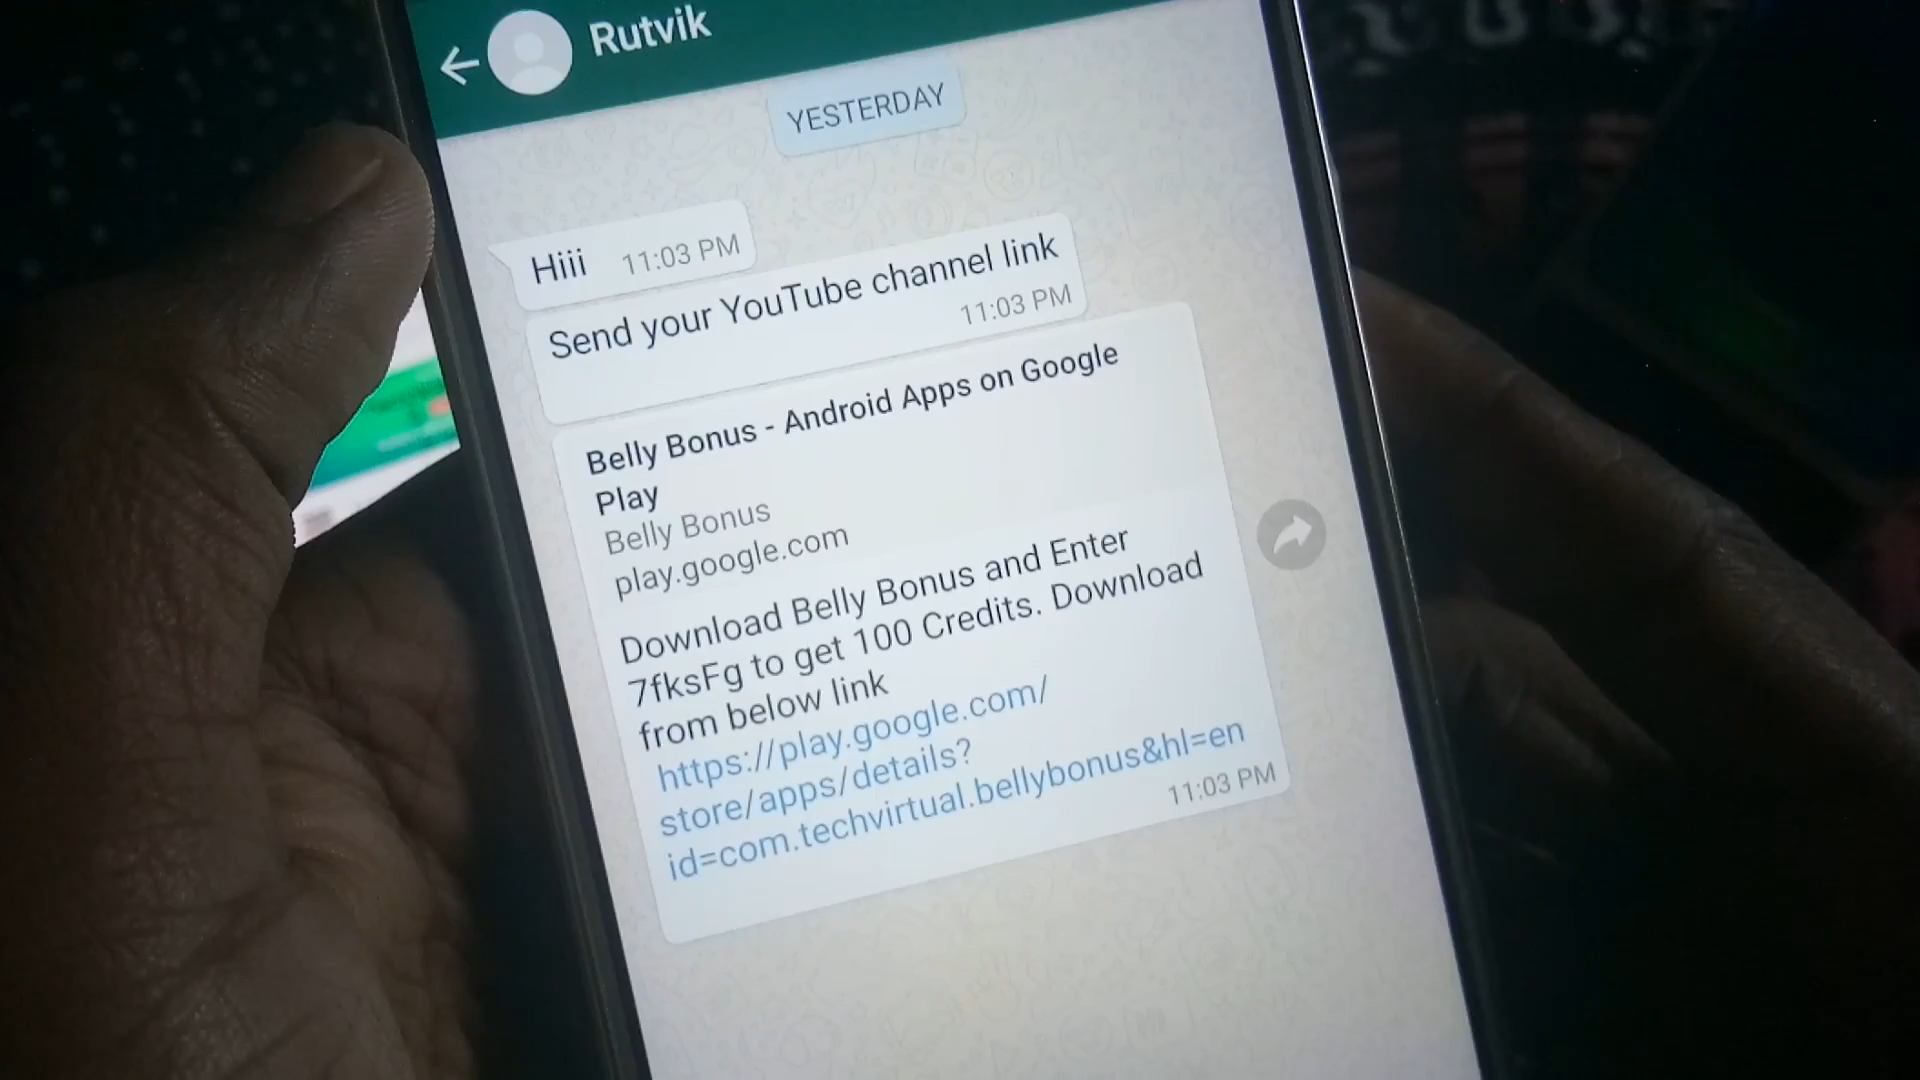 Rutvik
YESTERDAY
Hiii 11:03 PM
Send your YouTube channel link
11:03 PM
Belly Bonus - Android Apps on Google
Play
Belly Bonus
play.google.com
Download Belly Bonus and Enter
7fksFg to get 100 Credits. Download
from below link
https://play.google.com/
store/apps/details?
id=com.techvirtual.bellybonus&hl=en
11:03 PM